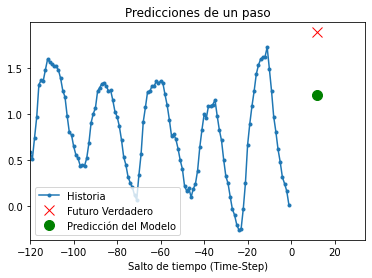 Predicciones de un paso
1.5
1.0
0.5
0.0
Historia
Futuro Verdadero
Predicción del Modelo
−120 −100 −80 −60 −40 −20 0 20
Salto de tiempo (Time-Step)